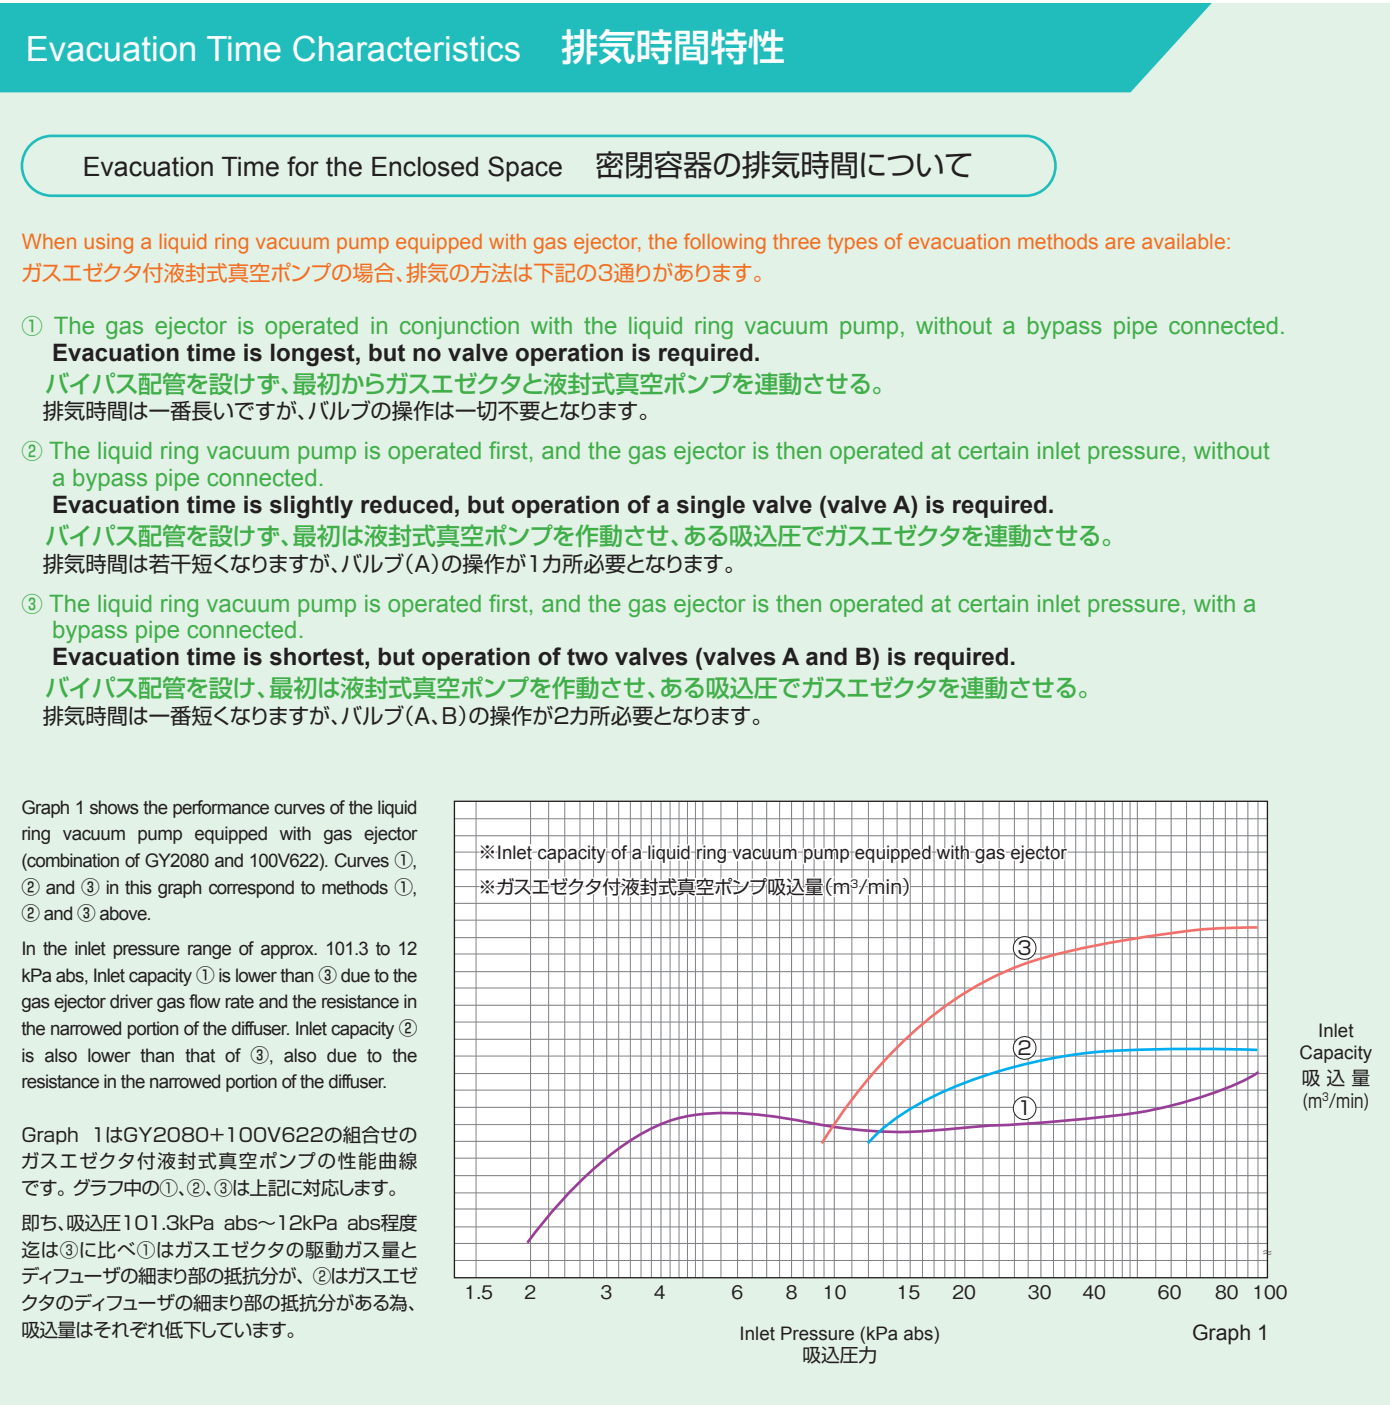 Evacuation Time Characteristics 排気時間特性
Evacuation Time for the Enclosed Space 密閉容器の排気時間について
When using a liquid ring vacuum pump equipped with gas ejector, the following three types of evacuation methods are available:
ガスエゼクタ付液封式真空ポンプの場合、排気の方法は下記の3通りがあります。
① The gas ejector is operated in conjunction with the liquid ring vacuum pump, without a bypass pipe connected.
Evacuation time is longest, but no valve operation is required.
バイパス配管を設けず、最初からガスエゼクタと液封式真空ポンプを連動させる。
排気時間は一番長いですが、バルブの操作は一切不要となります。
② The liquid ring vacuum pump is operated first, and the gas ejector is then operated at certain inlet pressure, without
a bypass pipe connected.
Evacuation time is slightly reduced, but operation of a single valve (valve A) is required.
バイパス配管を設けず、最初は液封式真空ポンプを作動させ、ある吸込圧でガスエゼクタを連動させる。
排気時間は若干短くなりますが、バルブ(A)の操作が1カ所必要となります。
③ The liquid ring vacuum pump is operated first, and the gas ejector is then operated at certain inlet pressure, with a
bypass pipe connected.
Evacuation time is shortest, but operation of two valves (valves A and B) is required.
バイパス配管を設け、最初は液封式真空ポンプを作動させ、ある吸込圧でガスエゼクタを連動させる。
排気時間は一番短くなりますが、バルブ(A、B)の操作が2カ所必要となります。
Graph 1 shows the performance curves of the liquid
ring vacuum pump equipped with gas ejector
(combination of GY2080 and 100V622). Curves ①,
② and ③ in this graph correspond to methods ①,
② and ③ above.
In the inlet pressure range of approx. 101.3 to 12
kPa abs, Inlet capacity ① is lower than ③ due to the
gas ejector driver gas flow rate and the resistance in
the narrowed portion of the diffuser. Inlet capacity ②
is also lower than that of ③, also due to the
resistance in the narrowed portion of the diffuser.
Graph 1はGY2080+100V622の組合せの
ガスエゼクタ付液封式真空ポンプの性能曲線
です。グラフ中の①、②、③は上記に対応します。
即ち、吸込圧101.3kPa abs～12kPa abs程度
迄は③に比べ①はガスエゼクタの駆動ガス量と
ディフューザの細まり部の抵抗分が、②はガスエゼ
クタのディフューザの細まり部の抵抗分がある為、
吸込量はそれぞれ低下しています。
※Inlet capacity of a liquid ring vacuum pump equipped with gas ejector
※ガスエゼクタ付液封式真空ポンプ吸込量(m³/min)
③
②
①
≈
Inlet
Capacity
吸込量
(m³/min)
1.5 2 3 4 6 8 10 15 20 30 40 60 80 100
Inlet Pressure (kPa abs)
吸込圧力
Graph 1